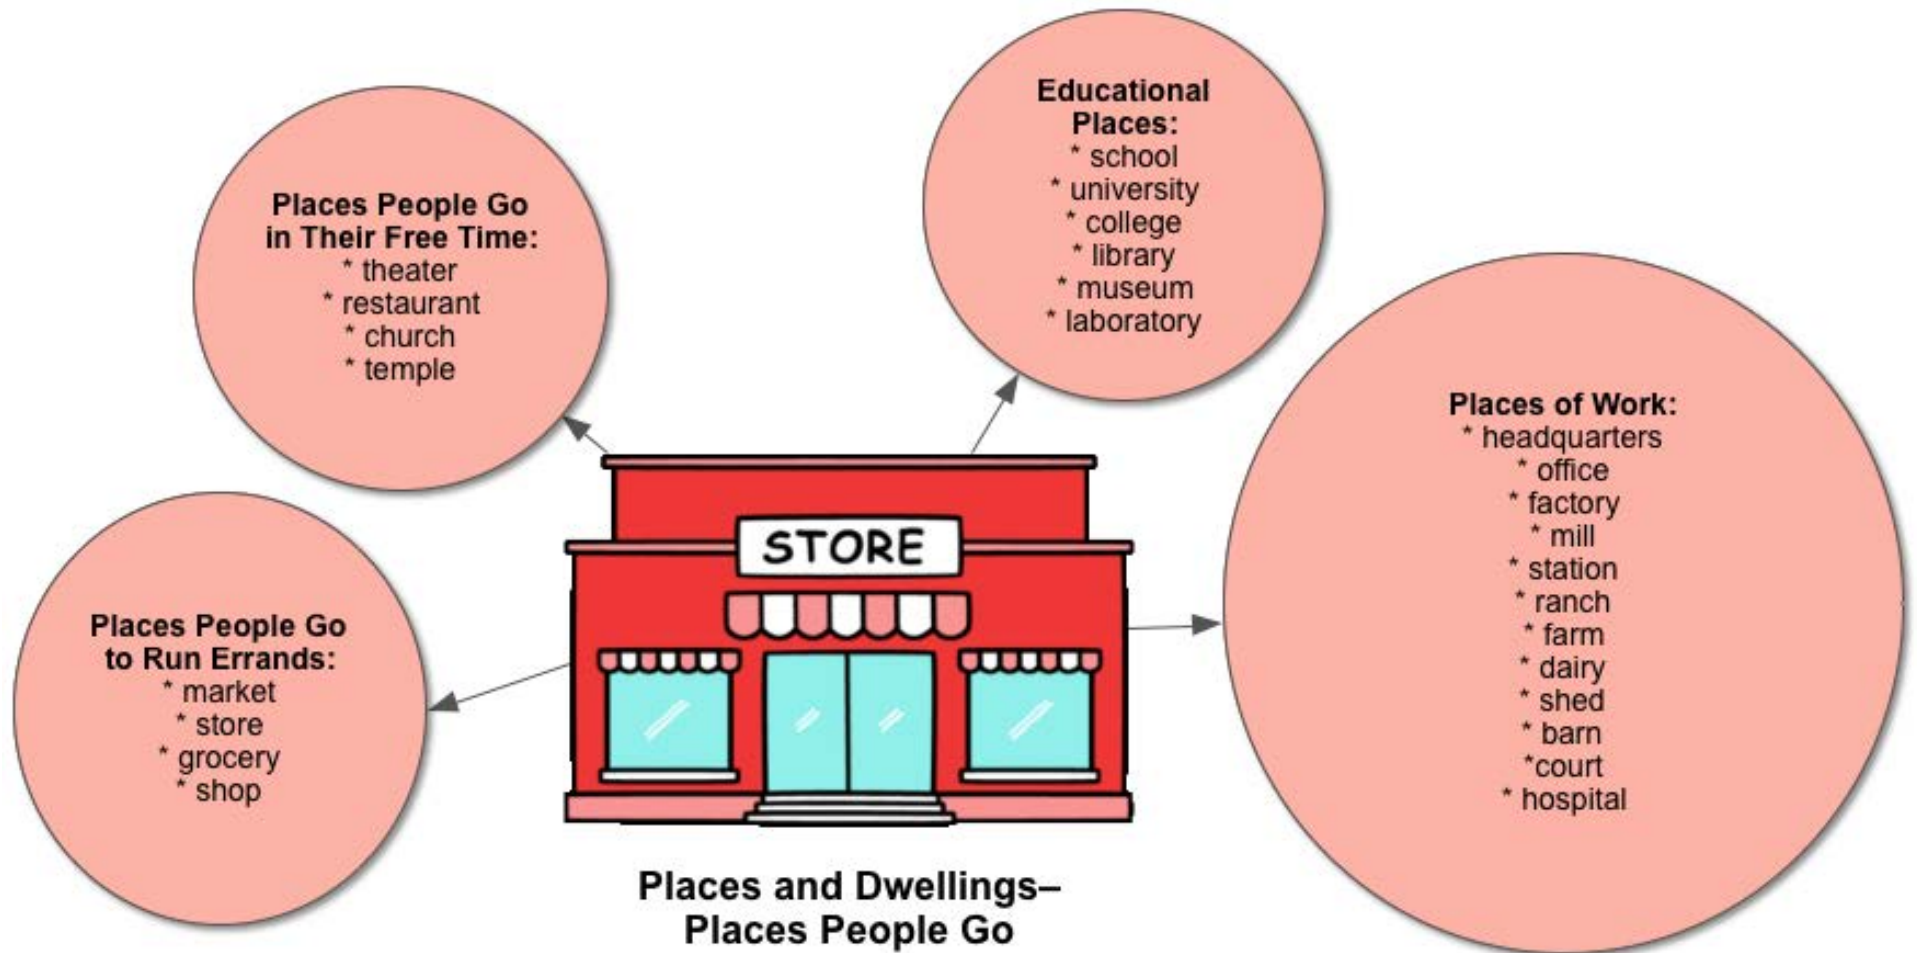 Places People Go
in Their Free Time:
* theater
* restaurant
* church
* temple
Educational
Places:
* school
* university
* college
* library
* museum
* laboratory
Places of Work:
* headquarters
* office
* factory
* mill
* station
* ranch
* farm
* dairy
* shed
* barn
*court
* hospital
Places People Go
to Run Errands:
* market
* store
* grocery
* shop
STORE
Places and Dwellings–
Places People Go